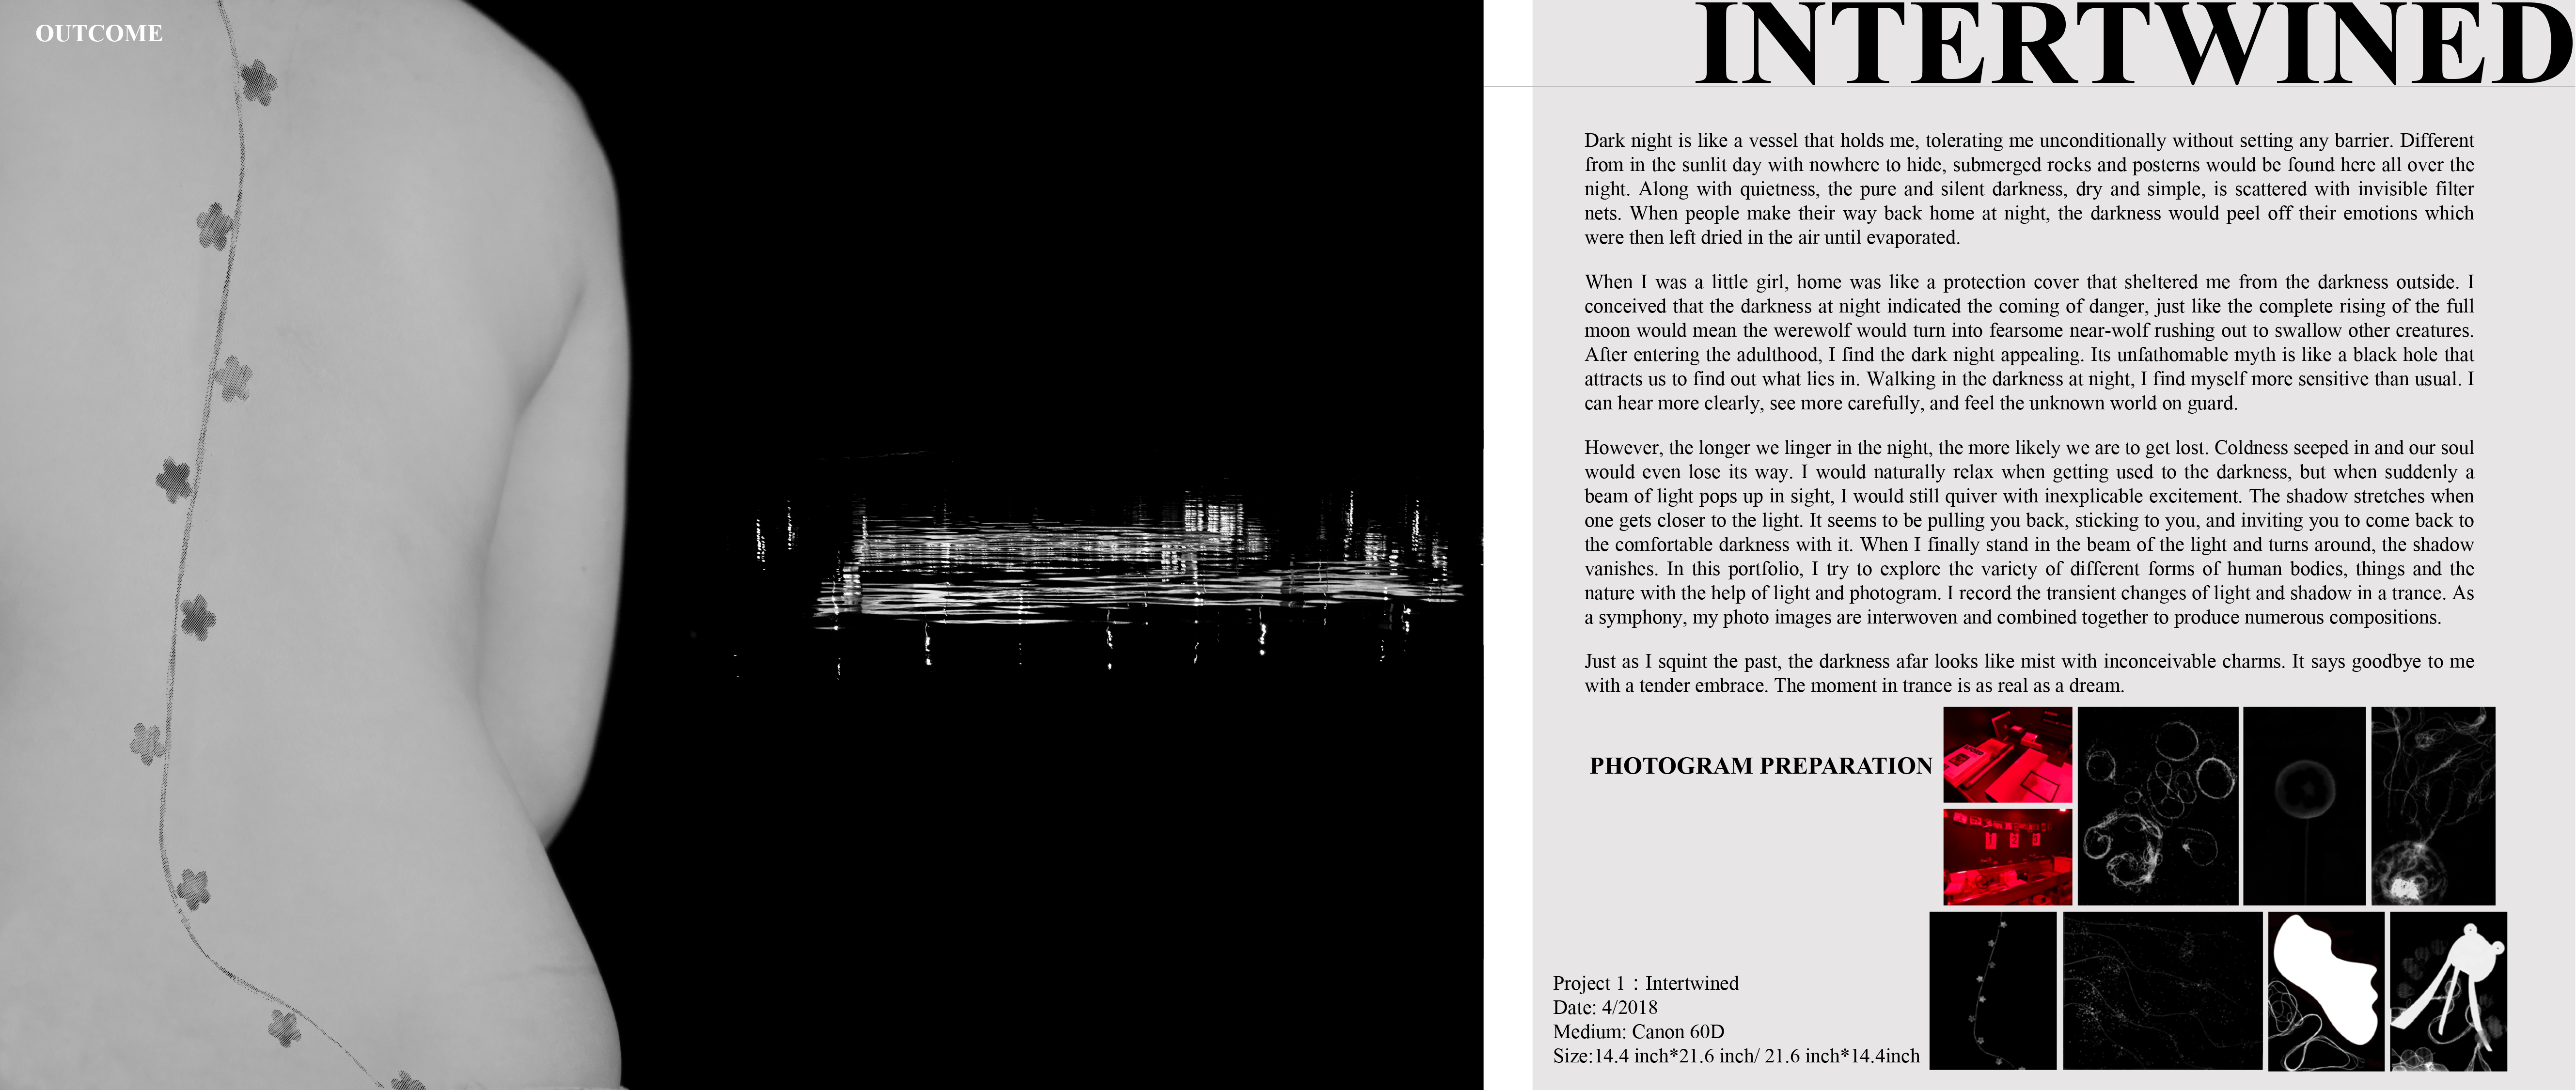 OUTCOME
INTERTWINED
Dark night is like a vessel that holds me, tolerating me unconditionally without setting any barrier. Different
from in the sunlit day with nowhere to hide, submerged rocks and posterns would be found here all over the
night. Along with quietness, the pure and silent darkness, dry and simple, is scattered with invisible filter
nets. When people make their way back home at night, the darkness would peel off their emotions which
were then left dried in the air until evaporated.
When I was a little girl, home was like a protection cover that sheltered me from the darkness outside. I
conceived that the darkness at night indicated the coming of danger, just like the complete rising of the full
moon would mean the werewolf would turn into fearsome near-wolf rushing out to swallow other creatures.
After entering the adulthood, I find the dark night appealing. Its unfathomable myth is like a black hole that
attracts us to find out what lies in. Walking in the darkness at night, I find myself more sensitive than usual. I
can hear more clearly, see more carefully, and feel the unknown world on guard.
However, the longer we linger in the night, the more likely we are to get lost. Coldness seeped in and our soul
would even lose its way. I would naturally relax when getting used to the darkness, but when suddenly a
beam of light pops up in sight, I would still quiver with inexplicable excitement. The shadow stretches when
one gets closer to the light. It seems to be pulling you back, sticking to you, and inviting you to come back to
the comfortable darkness with it. When I finally stand in the beam of the light and turns around, the shadow
vanishes. In this portfolio, I try to explore the variety of different forms of human bodies, things and the
nature with the help of light and photogram. I record the transient changes of light and shadow in a trance. As
a symphony, my photo images are interwoven and combined together to produce numerous compositions.
Just as I squint the past, the darkness afar looks like mist with inconceivable charms. It says goodbye to me
with a tender embrace. The moment in trance is as real as a dream.
PHOTOGRAM PREPARATION
1 2 3
Project 1：Intertwined
Date: 4/2018
Medium: Canon 60D
Size:14.4 inch*21.6 inch/ 21.6 inch*14.4inch